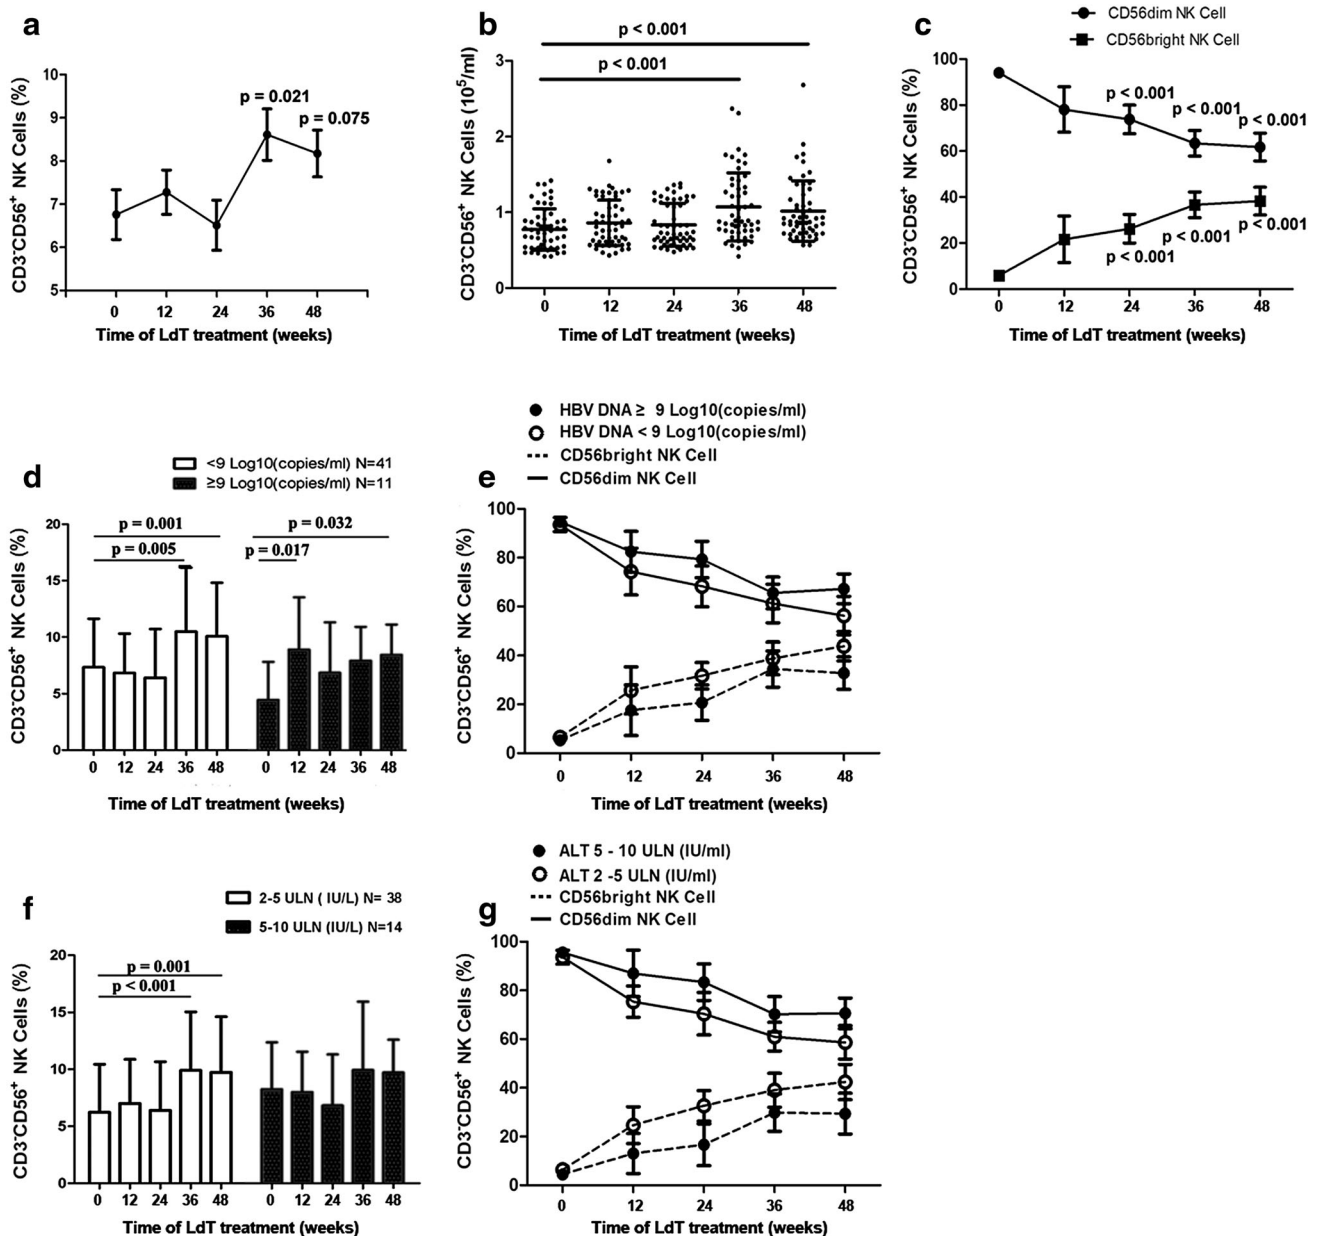 a
CD3-CD56+ NK Cells (%)
10
9
8
7
6
5
p = 0.021
p = 0.075
0 12 24 36 48
Time of LdT treatment (weeks)
b
CD3-CD56+ NK Cells (10^5/ml)
p < 0.001
p < 0.001
3
2
1
0
0 12 24 36 48
Time of LdT treatment (weeks)
c
CD56dim NK Cell
CD56bright NK Cell
CD3-CD56+ NK Cells (%)
100
80
60
40
20
0
p < 0.001
p < 0.001
p < 0.001
p < 0.001
p < 0.001
p < 0.001
0 12 24 36 48
Time of LdT treatment (weeks)
d
<9 Log10(copies/ml) N=41
≥9 Log10(copies/ml) N=11
CD3-CD56+ NK Cells (%)
20
15
10
5
0
p = 0.001
p = 0.005
p = 0.032
p = 0.017
0 12 24 36 48 0 12 24 36 48
Time of LdT treatment (weeks)
e
HBV DNA ≥ 9 Log10(copies/ml)
HBV DNA < 9 Log10(copies/ml)
CD56bright NK Cell
CD56dim NK Cell
CD3-CD56+ NK Cells (%)
100
80
60
40
20
0
0 12 24 36 48
Time of LdT treatment (weeks)
f
2-5 ULN ( IU/L) N= 38
5-10 ULN (IU/L) N=14
CD3-CD56+ NK Cells (%)
20
15
10
5
0
p = 0.001
p < 0.001
0 12 24 36 48 0 12 24 36 48
Time of LdT treatment (weeks)
g
ALT 5 - 10 ULN (IU/ml)
ALT 2 -5 ULN (IU/ml)
CD56bright NK Cell
CD56dim NK Cell
CD3-CD56+ NK Cells (%)
100
80
60
40
20
0
0 12 24 36 48
Time of LdT treatment (weeks)